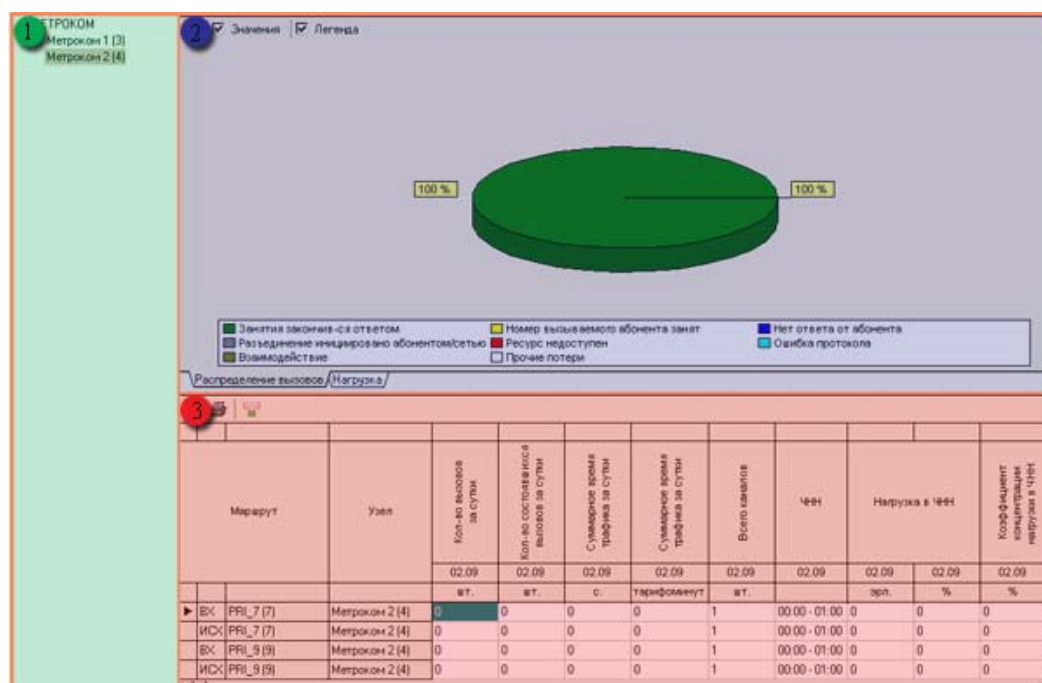 1
ЕТРОКОМ
Метроком 1 (3)
Метроком 2 (4)
2
Значения Легенда
100 % 100 %
Занятия закончив-ся ответом Номер вызываемого абонента занят Нет ответа от абонента
Разъединение инициировано абонентом/сетью Ресурс недоступен Ошибка протокола
Взаимодействие Прочие потери
Распределение вызовов Нагрузка
3
Маршрут Узел Кол-во вызовов за сутки Кол-во состоявшихся вызовов за сутки Суммарное время трафика за сутки Суммарное время трафика за сутки Всего каналов ЧНН Нагрузка в ЧНН Коэффициент концентрации нагрузки в ЧНН
02.09 02.09 02.09 02.09 02.09 02.09 02.09 02.09 02.09
шт. шт. с. тарифоминут шт. эрл. % %
ВХ PRI_7 (7) Метроком 2 (4) 0 0 0 0 1 00:00 - 01:00 0 0 0
ИСХ PRI_7 (7) Метроком 2 (4) 0 0 0 0 1 00:00 - 01:00 0 0 0
ВХ PRI_9 (9) Метроком 2 (4) 0 0 0 0 1 00:00 - 01:00 0 0 0
ИСХ PRI_9 (9) Метроком 2 (4) 0 0 0 0 1 00:00 - 01:00 0 0 0